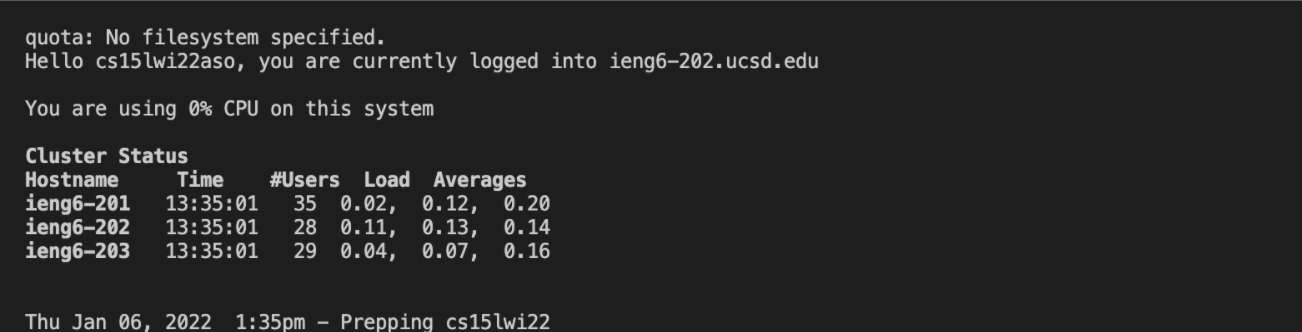 quota: No filesystem specified.
Hello cs15lwi22aso, you are currently logged into ieng6-202.ucsd.edu
You are using 0% CPU on this system
Cluster Status
Hostname Time #Users Load Averages
ieng6-201 13:35:01 35 0.02, 0.12, 0.20
ieng6-202 13:35:01 28 0.11, 0.13, 0.14
ieng6-203 13:35:01 29 0.04, 0.07, 0.16
Thu Jan 06, 2022 1:35pm - Prepping cs15lwi22